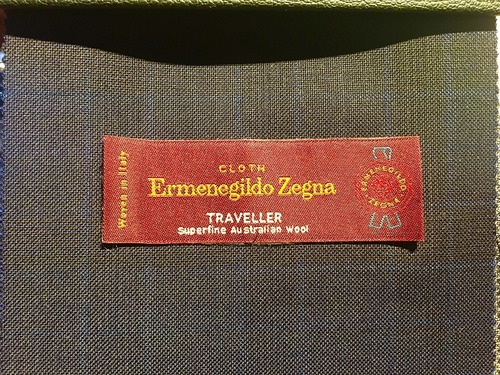 Woven in Italy
CLOTH
Ermenegildo Zegna
TRAVELLER
Superfine Australian Wool
ERMENEGILDO ZEGNA